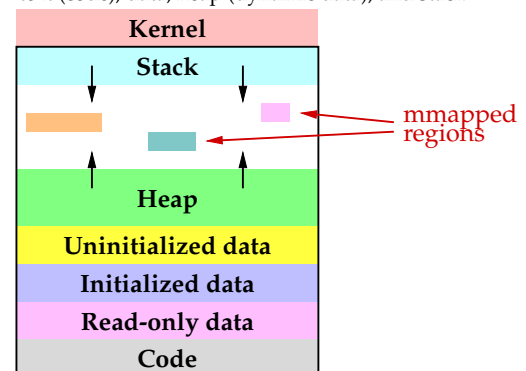 Kernel
Stack
mmapped
regions
Heap
Uninitialized data
Initialized data
Read-only data
Code